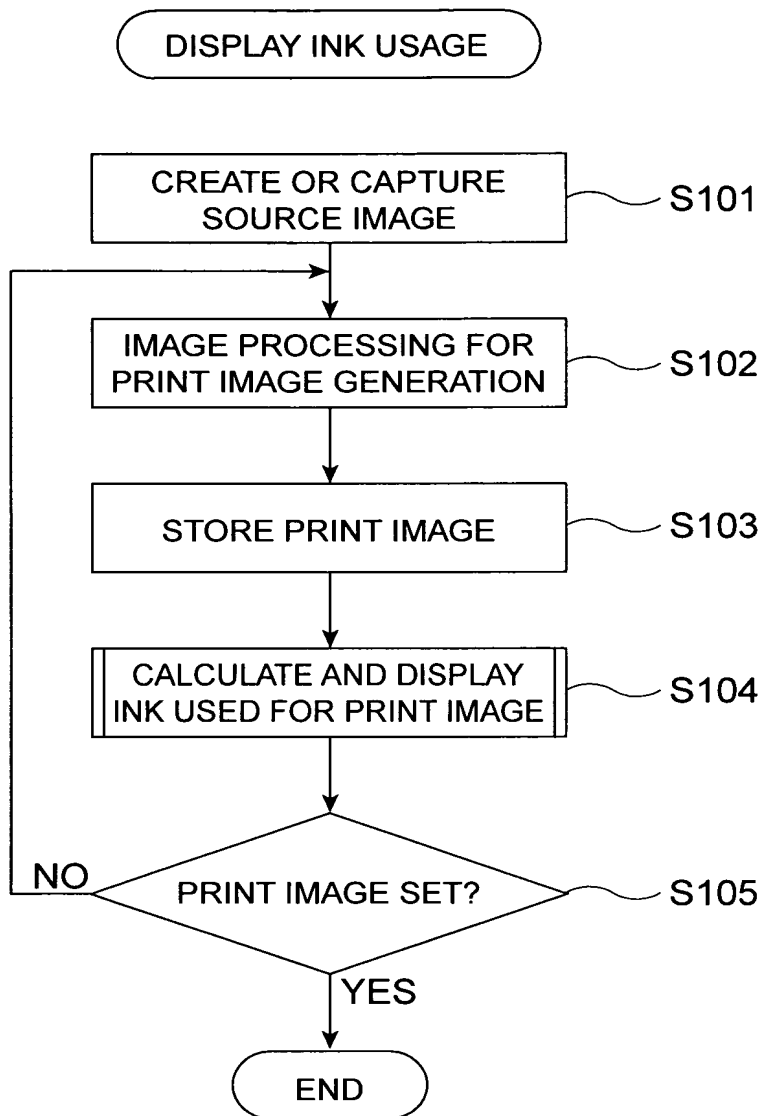 DISPLAY INK USAGE
CREATE OR CAPTURE
SOURCE IMAGE
S101
IMAGE PROCESSING FOR
PRINT IMAGE GENERATION
S102
STORE PRINT IMAGE
S103
CALCULATE AND DISPLAY
INK USED FOR PRINT IMAGE
S104
NO
PRINT IMAGE SET?
S105
YES
END